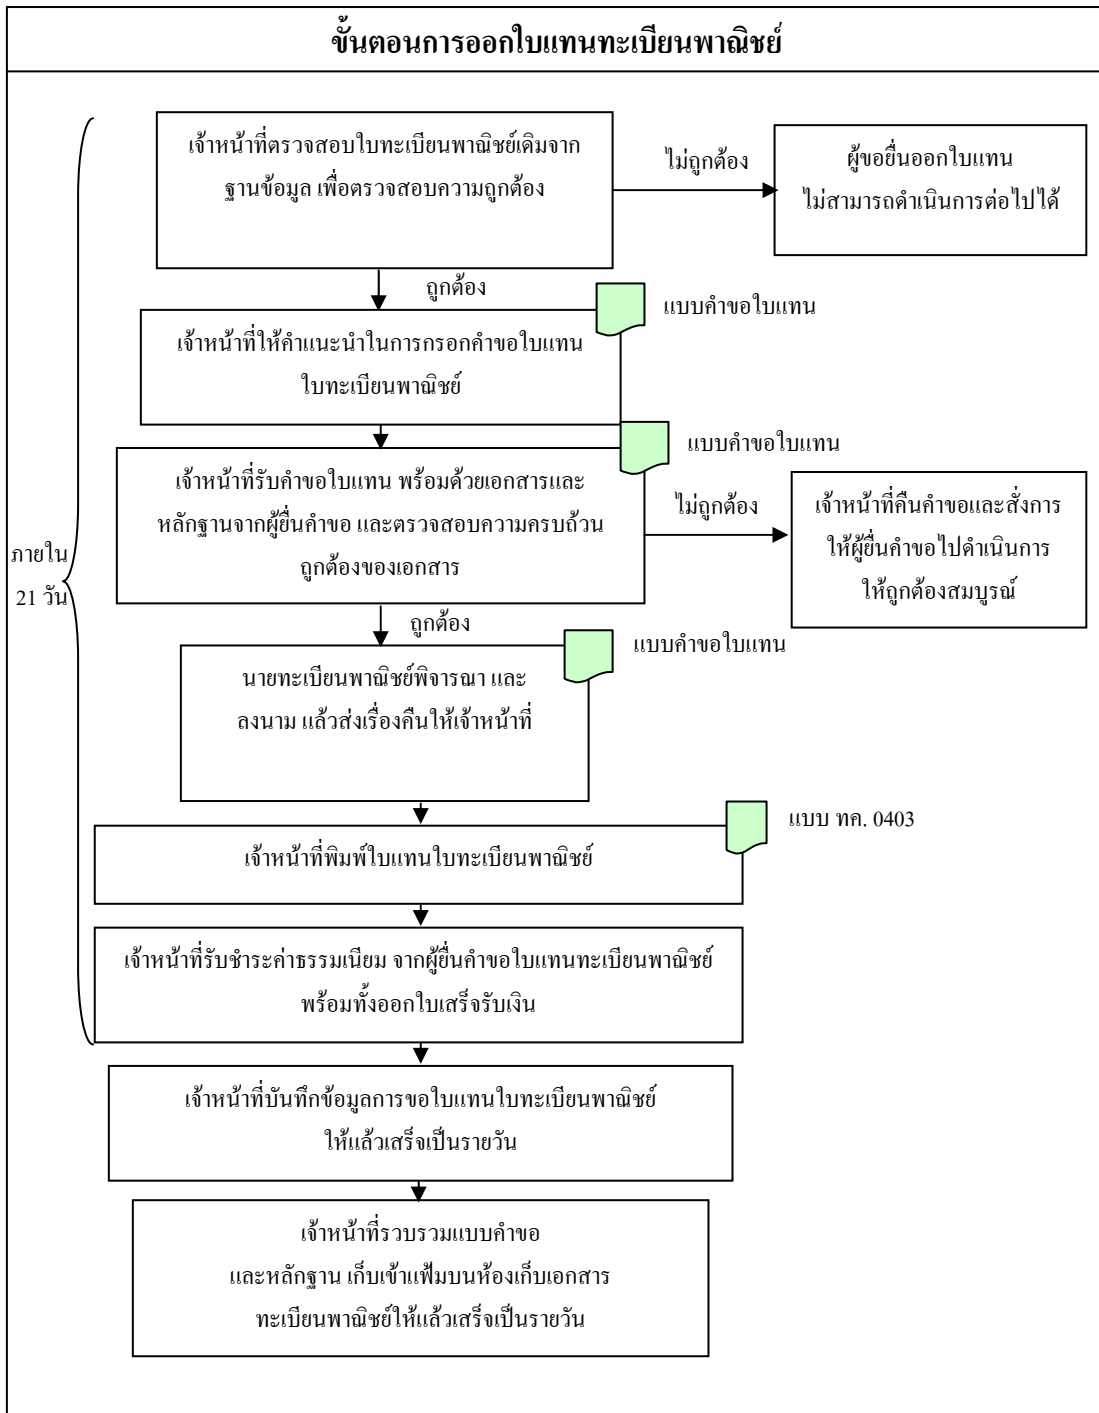 ขั้นตอนการออกใบแทนทะเบียนพาณิชย์
เจ้าหน้าที่ตรวจสอบใบทะเบียนพาณิชย์เดิมจาก
ฐานข้อมูล เพื่อตรวจสอบความถูกต้อง
ไม่ถูกต้อง
ผู้ขอยื่นออกใบแทน
ไม่สามารถดำเนินการต่อไปได้
ถูกต้อง
แบบคำขอใบแทน
เจ้าหน้าที่ให้คำแนะนำในการกรอกคำขอใบแทน
ใบทะเบียนพาณิชย์
แบบคำขอใบแทน
เจ้าหน้าที่รับคำขอใบแทน พร้อมด้วยเอกสารและ
หลักฐานจากผู้ยื่นคำขอ และตรวจสอบความครบถ้วน
ถูกต้องของเอกสาร
ไม่ถูกต้อง
เจ้าหน้าที่คืนคำขอและสั่งการ
ให้ผู้ยื่นคำขอไปดำเนินการ
ให้ถูกต้องสมบูรณ์
ภายใน
21 วัน
ถูกต้อง
แบบคำขอใบแทน
นายทะเบียนพาณิชย์พิจารณา และ
ลงนาม แล้วส่งเรื่องคืนให้เจ้าหน้าที่
แบบ ทค. 0403
เจ้าหน้าที่พิมพ์ใบแทนใบทะเบียนพาณิชย์
เจ้าหน้าที่รับชำระค่าธรรมเนียม จากผู้ยื่นคำขอใบแทนทะเบียนพาณิชย์
พร้อมทั้งออกใบเสร็จรับเงิน
เจ้าหน้าที่บันทึกข้อมูลการขอใบแทนใบทะเบียนพาณิชย์
ให้แล้วเสร็จเป็นรายวัน
เจ้าหน้าที่รวบรวมแบบคำขอ
และหลักฐาน เก็บเข้าแฟ้มบนห้องเก็บเอกสาร
ทะเบียนพาณิชย์ให้แล้วเสร็จเป็นรายวัน